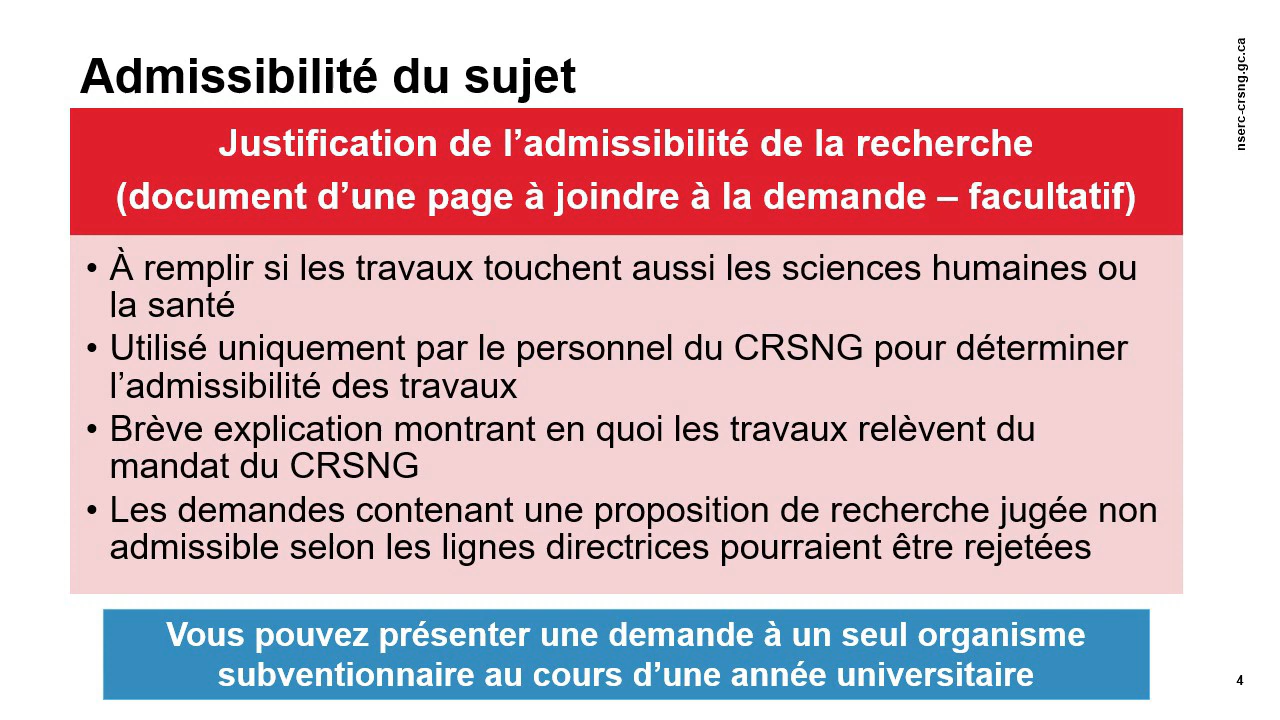 Admissibilité du sujet
Justification de l’admissibilité de la recherche
(document d’une page à joindre à la demande – facultatif)
• À remplir si les travaux touchent aussi les sciences humaines ou
la santé
• Utilisé uniquement par le personnel du CRSNG pour déterminer
l’admissibilité des travaux
• Brève explication montrant en quoi les travaux relèvent du
mandat du CRSNG
• Les demandes contenant une proposition de recherche jugée non
admissible selon les lignes directrices pourraient être rejetées
Vous pouvez présenter une demande à un seul organisme
subventionnaire au cours d’une année universitaire
nserc-crsng.gc.ca
4